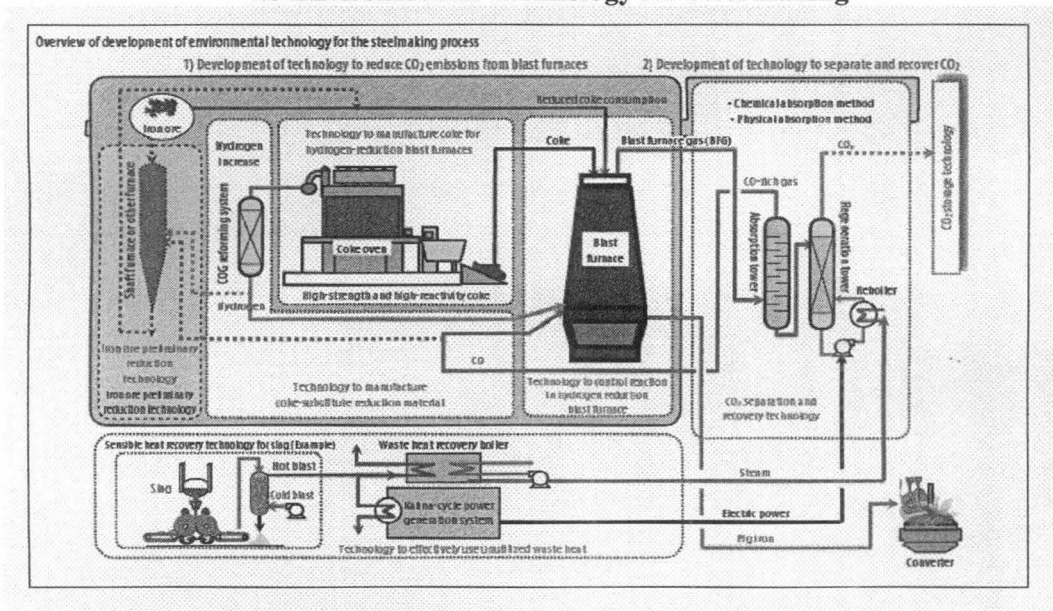 Overview of development of environmental technology for the steelmaking process
1) Development of technology to reduce CO₂ emissions from blast furnaces
2) Development of technology to separate and recover CO₂
Iron ore
Reduced coke consumption
• Chemical absorption method
• Physical absorption method
Hydrogen
increase
Technology to manufacture coke for
hydrogen-reduction blast furnaces
Coke
Blast furnace gas (BFG)
CO₂
CO₂ storage technology
CO-rich gas
Shaft furnace or other furnace
COG reforming system
Coke oven
Blast
furnace
Absorption tower
Regeneration tower
Reboiler
High-strength and high-reactivity coke
Hydrogen
Iron ore preliminary
reduction
technology
Iron ore preliminary
reduction technology
CO
Technology to manufacture
coke-substitute reduction material
Technology to control reaction
in hydrogen reduction
blast furnace
CO₂ separation and
recovery technology
Sensible heat recovery technology for slag (Example)
Waste heat recovery boiler
Slag
Hot blast
Cold blast
Steam
Kalina-cycle power
generation system
Electric power
Technology to effectively use unutilized waste heat
Pig iron
Converter